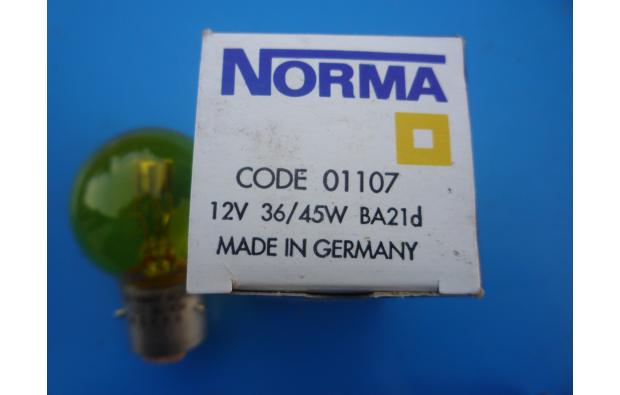 NORMA
CODE 01107
12V 36/45W BA21d
MADE IN GERMANY